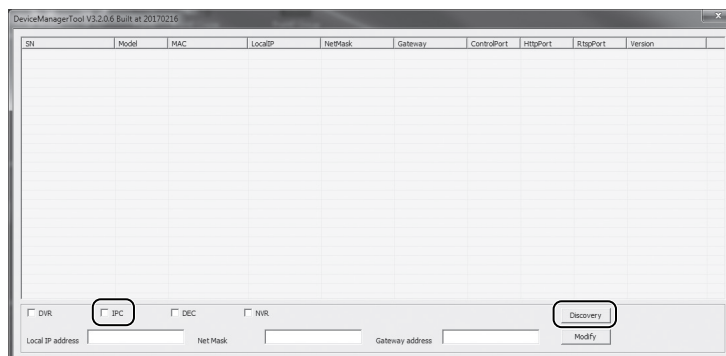 DeviceManagerTool V3.2.0.6 Built at 20170216
SN Model MAC LocalIP NetMask Gateway ControlPort HttpPort RtspPort Version
DVR IPC DEC NVR Discovery
Local IP address Net Mask Gateway address Modify